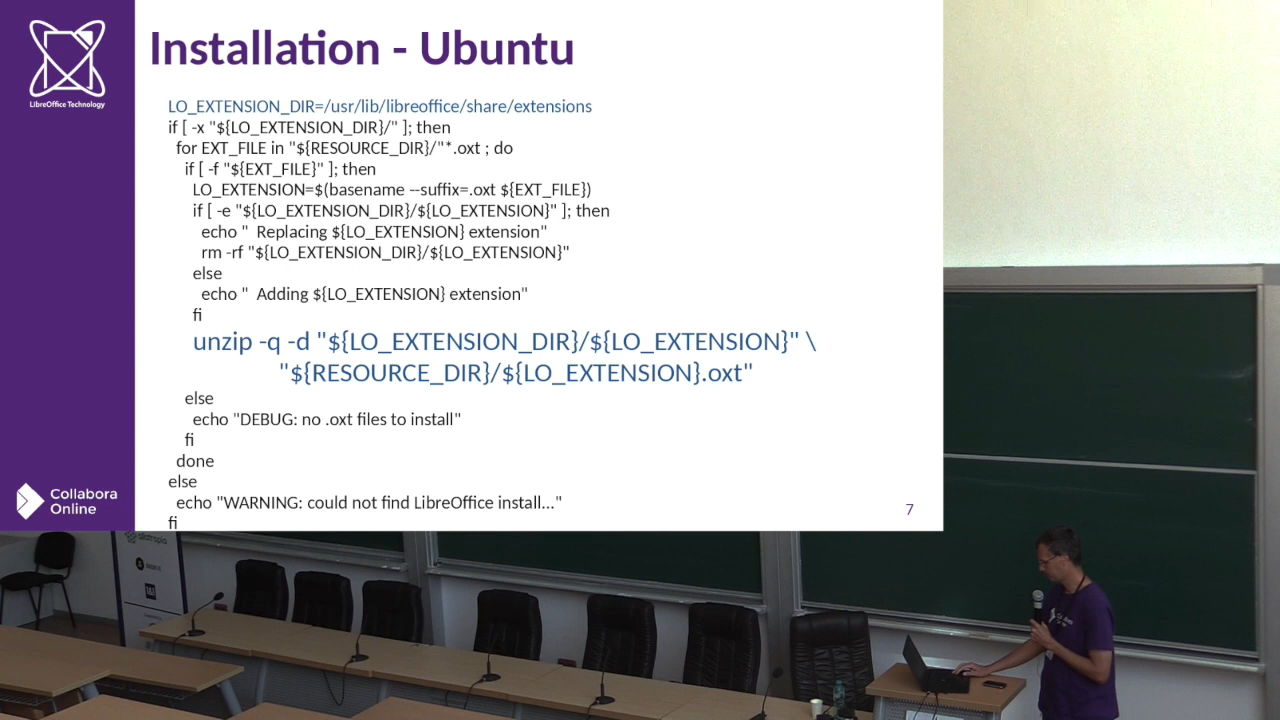 Installation - Ubuntu
LibreOffice Technology
LO_EXTENSION_DIR=/usr/lib/libreoffice/share/extensions
if [ -x "${LO_EXTENSION_DIR}/" ]; then
for EXT_FILE in "${RESOURCE_DIR}/"*.oxt ; do
if [ -f "${EXT_FILE}" ]; then
LO_EXTENSION=$(basename --suffix=.oxt ${EXT_FILE})
if [ -e "${LO_EXTENSION_DIR}/${LO_EXTENSION}" ]; then
echo "  Replacing ${LO_EXTENSION} extension"
rm -rf "${LO_EXTENSION_DIR}/${LO_EXTENSION}"
else
echo "  Adding ${LO_EXTENSION} extension"
fi
unzip -q -d "${LO_EXTENSION_DIR}/${LO_EXTENSION}" \
"${RESOURCE_DIR}/${LO_EXTENSION}.oxt"
else
echo "DEBUG: no .oxt files to install"
fi
done
else
echo "WARNING: could not find LibreOffice install..."
fi
Collabora
Online
7
allotropia